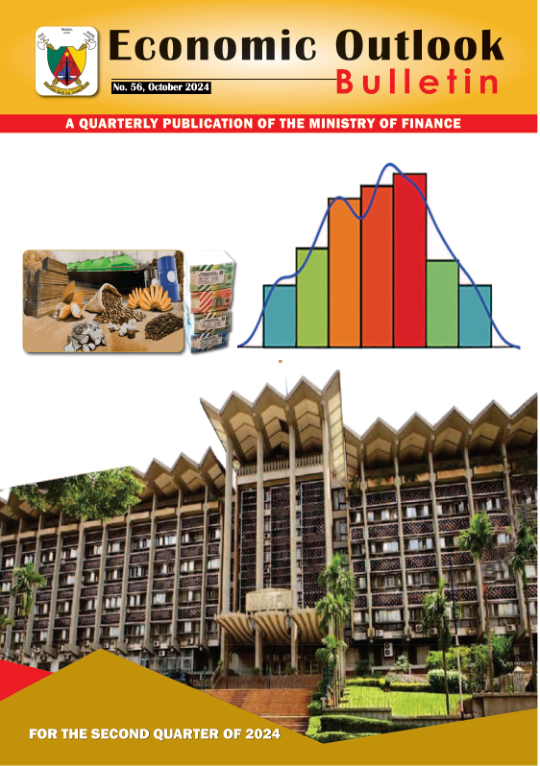 Economic Outlook
Bulletin
No. 56, October 2024
A QUARTERLY PUBLICATION OF THE MINISTRY OF FINANCE
FOR THE SECOND QUARTER OF 2024